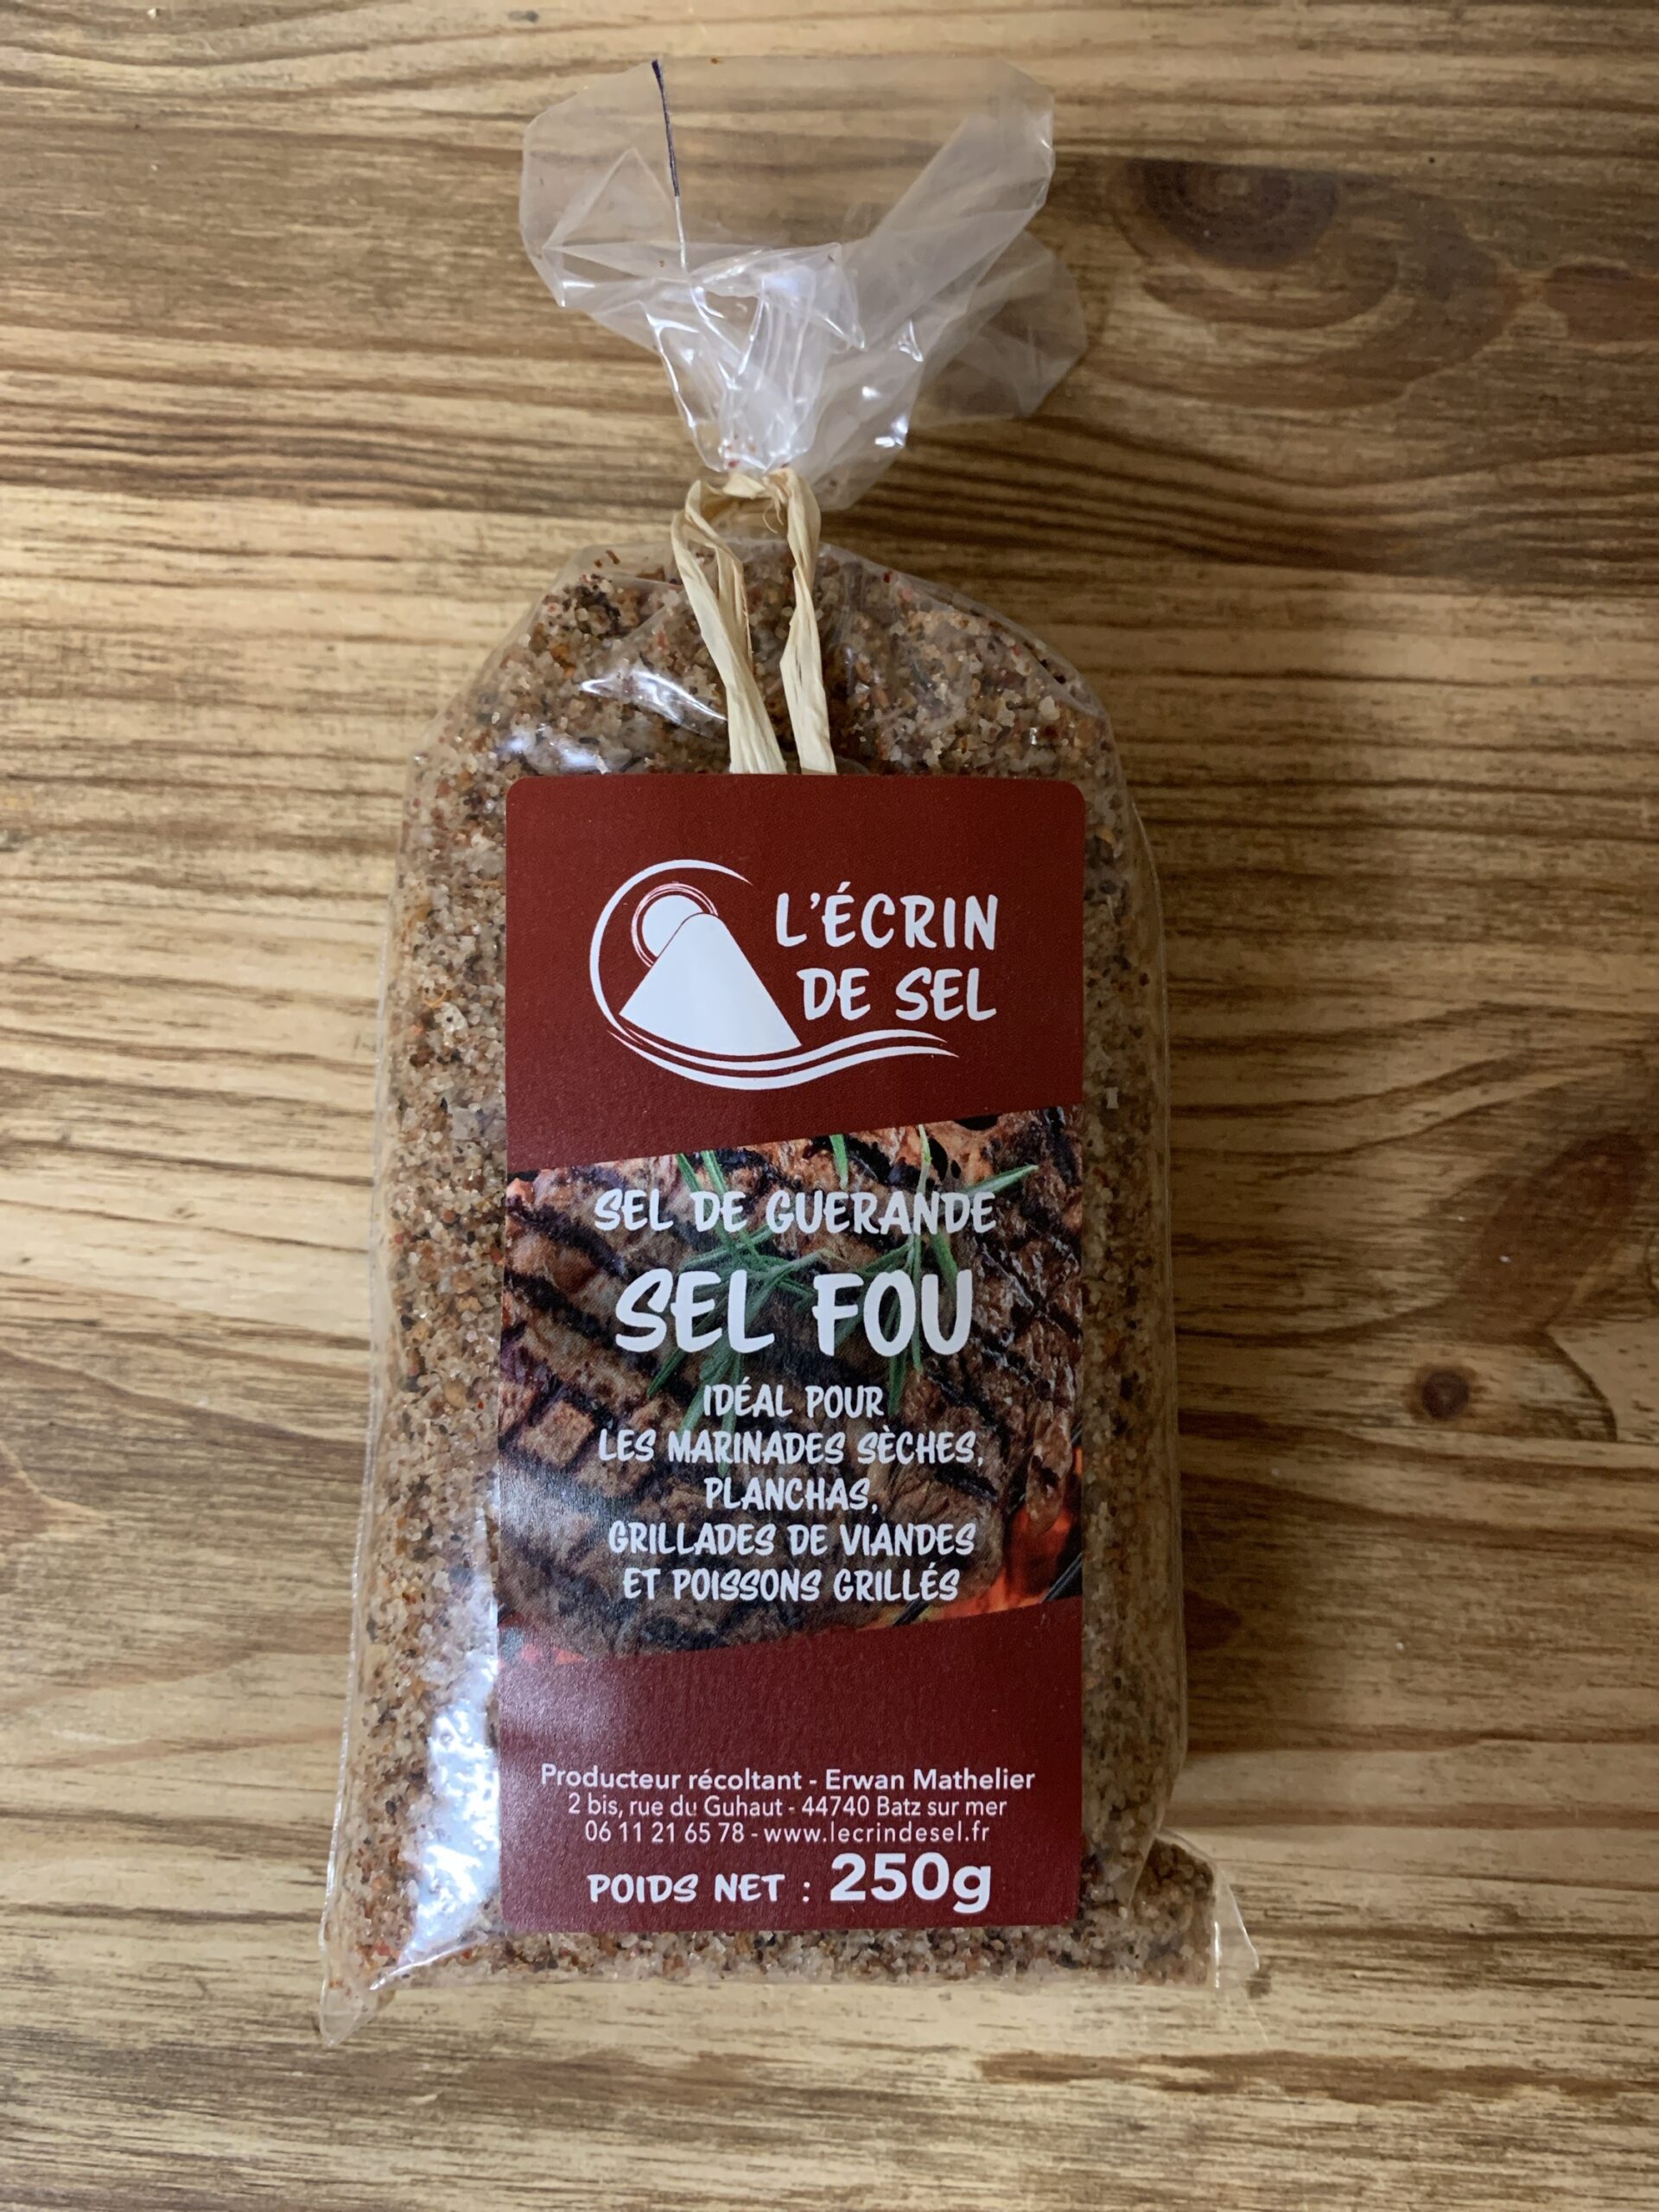 L'ÉCRIN
DE SEL
SEL DE GUERANDE
SEL FOU
IDÉAL POUR
LES MARINADES SÈCHES,
PLANCHAS,
GRILLADES DE VIANDES
ET POISSONS GRILLÉS
Producteur récoltant - Erwan Mathelier
2 bis, rue du Guhaut - 44740 Batz sur mer
06 11 21 65 78 - www.lecrindesel.fr
POIDS NET : 250g